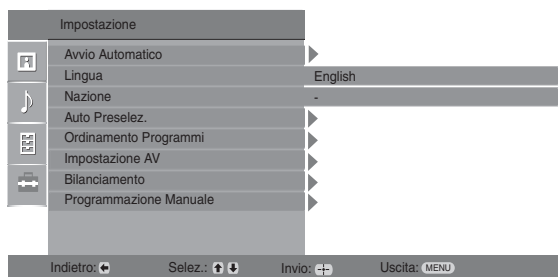 Impostazione
Avvio Automatico
Lingua English
Nazione -
Auto Preselez.
Ordinamento Programmi
Impostazione AV
Bilanciamento
Programmazione Manuale
Indietro: Selez.: Invio: Uscita: MENU